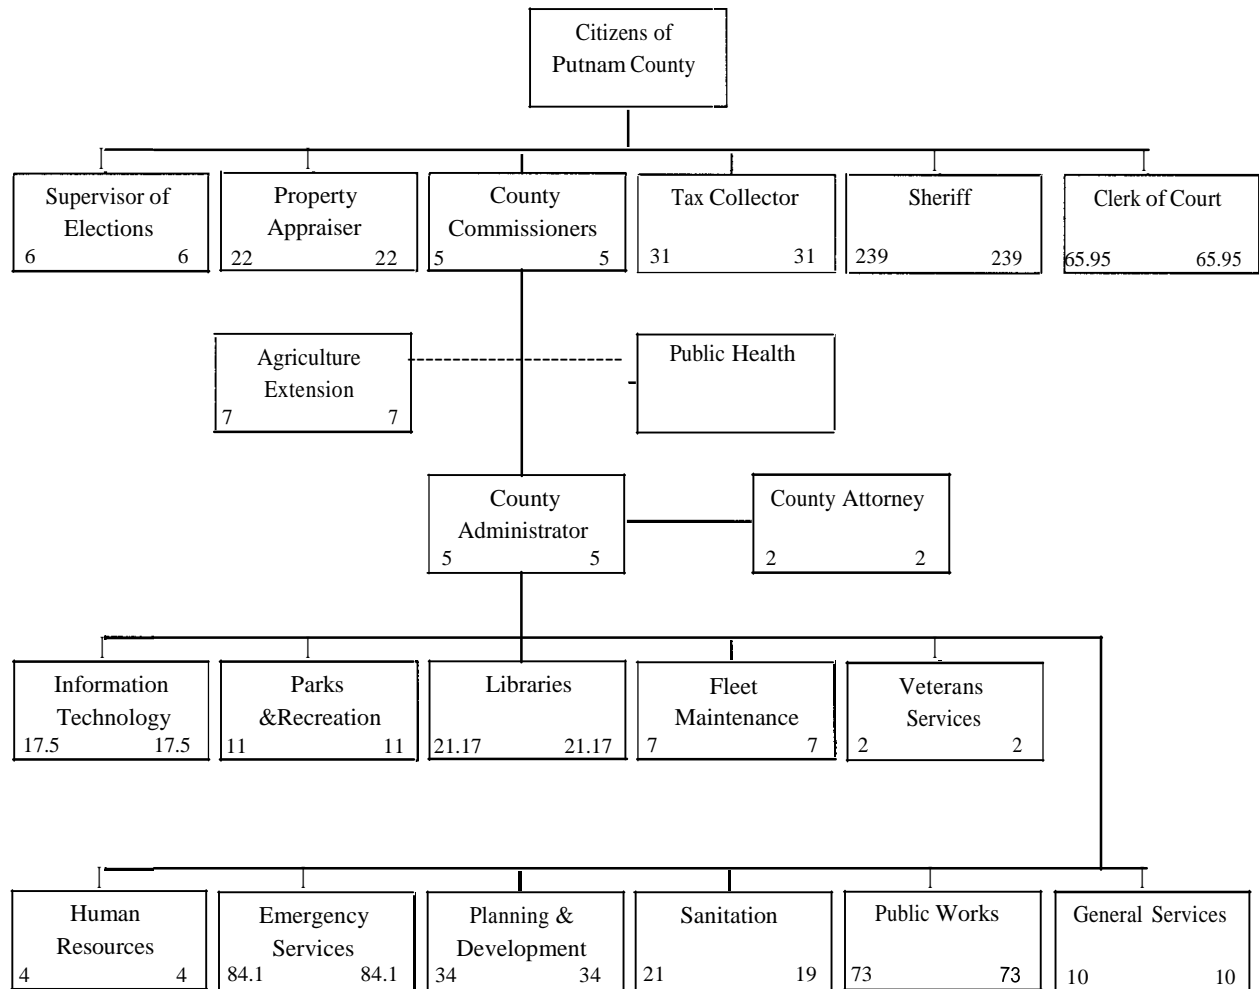 Citizens of
Putnam County
Supervisor of
Elections
6 6
Property
Appraiser
22 22
County
Commissioners
5 5
Tax Collector
31 31
Sheriff
239 239
Clerk of Court
65.95 65.95
Agriculture
Extension
7 7
Public Health
County
Administrator
5 5
County Attorney
2 2
Information
Technology
17.5 17.5
Parks
&Recreation
11 11
Libraries
21.17 21.17
Fleet
Maintenance
7 7
Veterans
Services
2 2
Human
Resources
4 4
Emergency
Services
84.1 84.1
Planning &
Development
34 34
Sanitation
21 19
Public Works
73 73
General Services
10 10